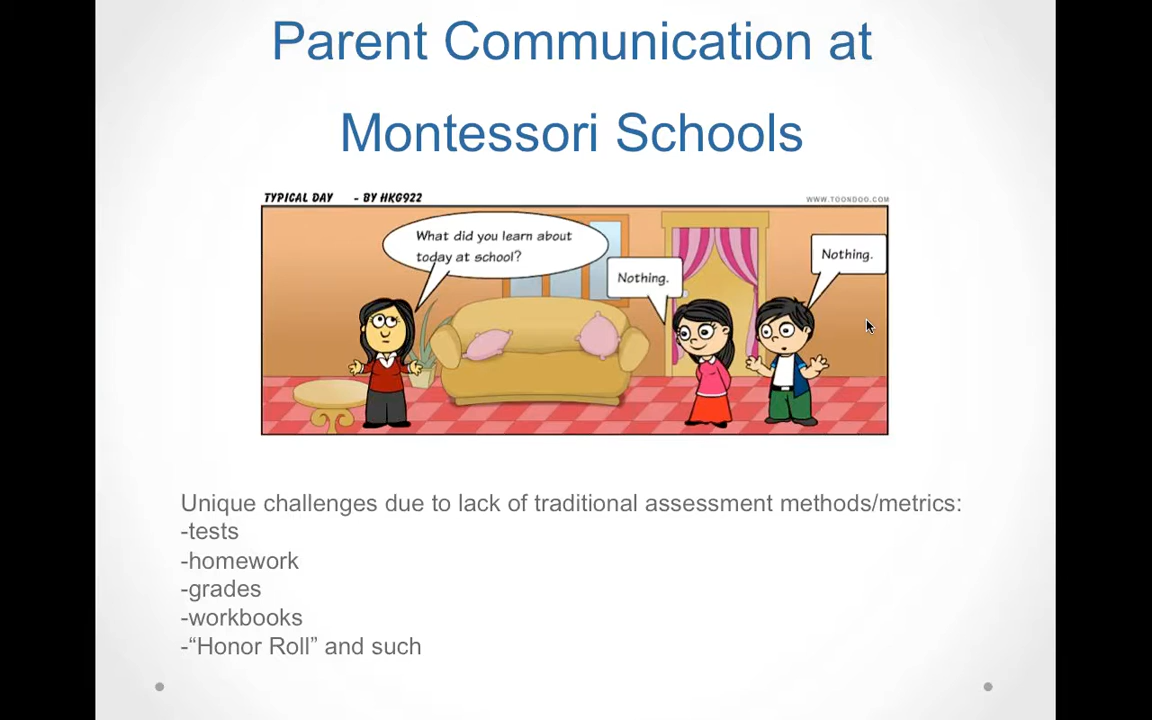 Parent Communication at
Montessori Schools
TYPICAL DAY - BY HKG922
WWW.TOONDOO.COM
What did you learn about
today at school?
Nothing.
Nothing.
Unique challenges due to lack of traditional assessment methods/metrics:
-tests
-homework
-grades
-workbooks
-“Honor Roll” and such